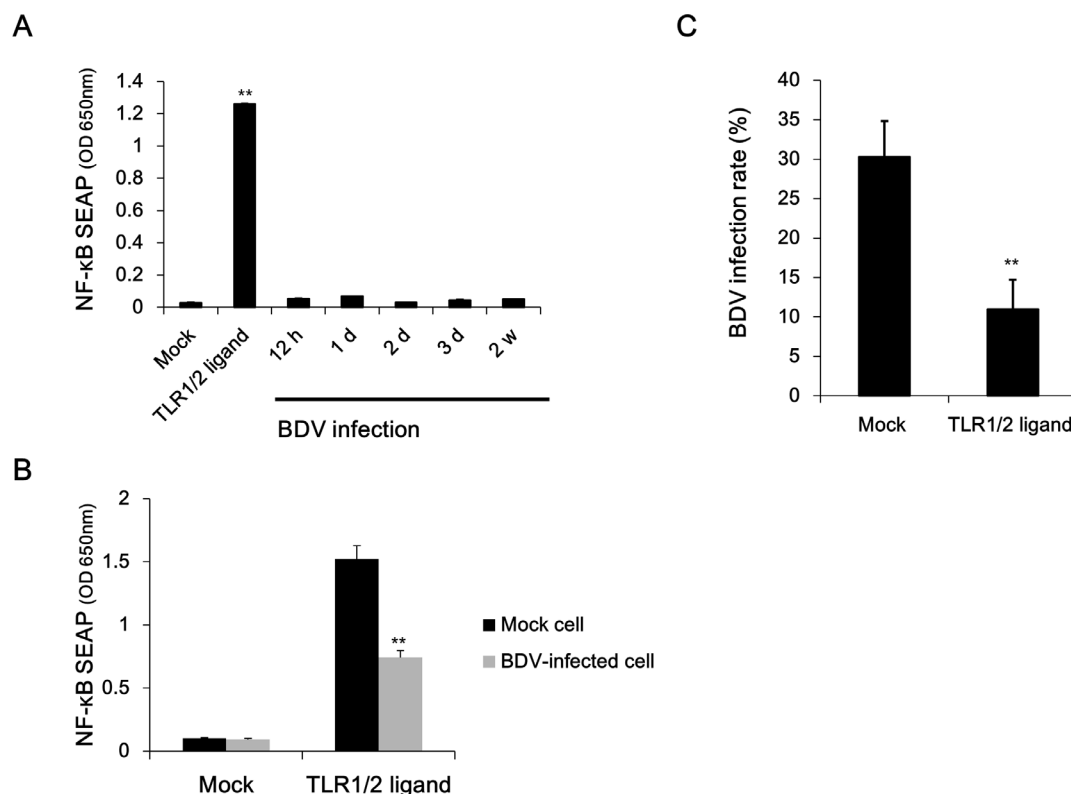 A
NF-κB SEAP (OD 650nm)
1.4
1.2
1
0.8
0.6
0.4
0.2
0
**
Mock
TLR1/2 ligand
12 h
1 d
2 d
3 d
2 w
BDV infection
C
BDV infection rate (%)
40
35
30
25
20
15
10
5
0
**
Mock
TLR1/2 ligand
B
NF-κB SEAP (OD 650nm)
2
1.5
1
0.5
0
**
Mock
TLR1/2 ligand
Mock cell
BDV-infected cell